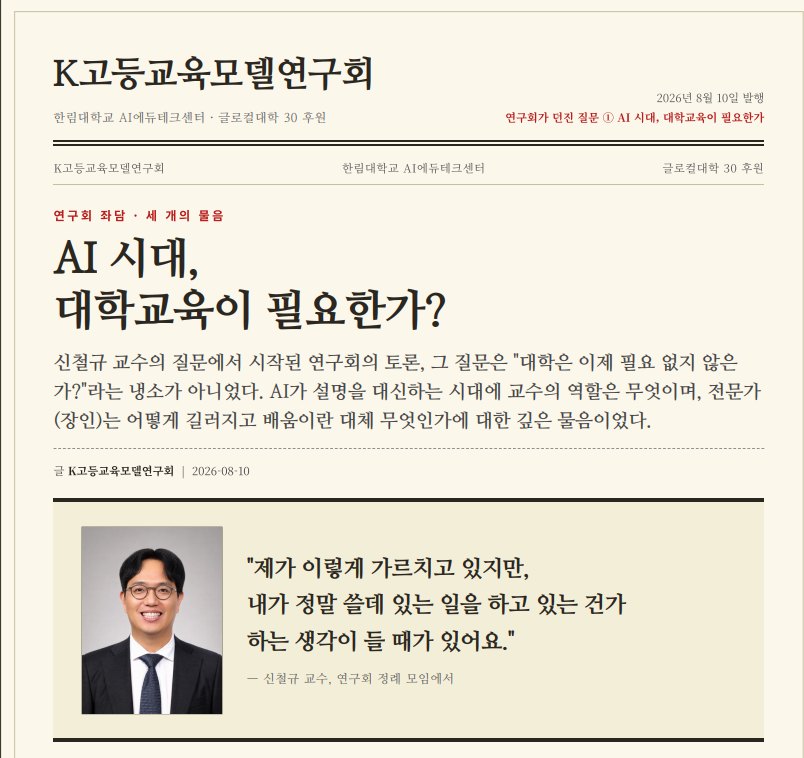 K고등교육모델연구회
한림대학교 AI에듀테크센터 · 글로컬대학 30 후원
2026년 8월 10일 발행
연구회가 던진 질문 ① AI 시대, 대학교육이 필요한가
K고등교육모델연구회
한림대학교 AI에듀테크센터
글로컬대학 30 후원
연구회 좌담 · 세 개의 물음
AI 시대,
대학교육이 필요한가?
신철규 교수의 질문에서 시작된 연구회의 토론, 그 질문은 "대학은 이제 필요 없지 않은
가?"라는 냉소가 아니었다. AI가 설명을 대신하는 시대에 교수의 역할은 무엇이며, 전문가
(장인)는 어떻게 길러지고 배움이란 대체 무엇인가에 대한 깊은 물음이었다.
글 K고등교육모델연구회 | 2026-08-10
"제가 이렇게 가르치고 있지만,
내가 정말 쓸데 있는 일을 하고 있는 건가
하는 생각이 들 때가 있어요."
— 신철규 교수, 연구회 정례 모임에서